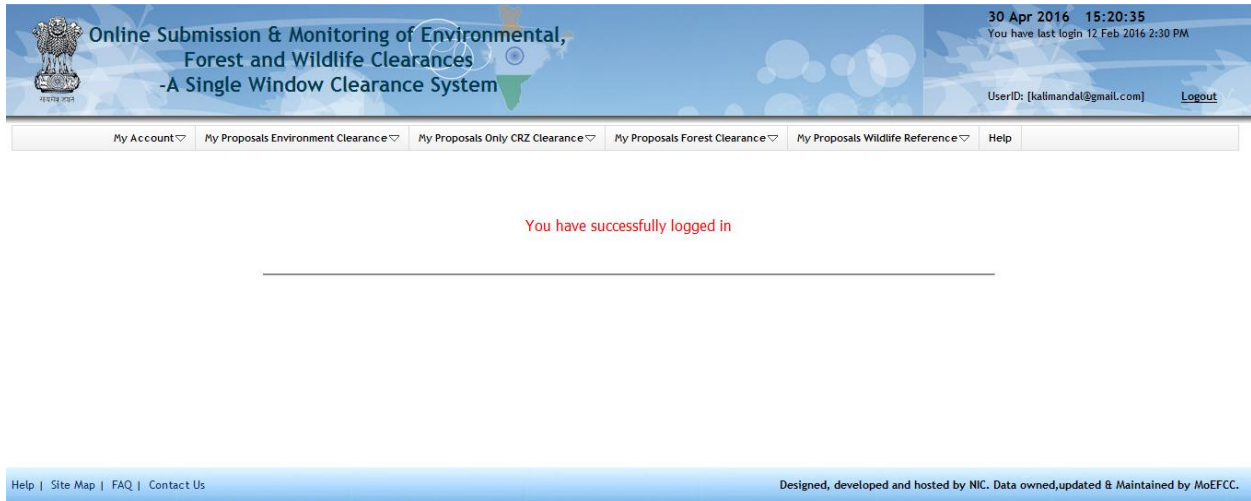 30 Apr 2016 15:20:35
You have last login 12 Feb 2016 2:30 PM
Online Submission & Monitoring of Environmental,
Forest and Wildlife Clearances
-A Single Window Clearance System
सत्यमेव जयते
UserID: [kalimandal@gmail.com] Logout
My Account My Proposals Environment Clearance My Proposals Only CRZ Clearance My Proposals Forest Clearance My Proposals Wildlife Reference Help
You have successfully logged in
Help | Site Map | FAQ | Contact Us Designed, developed and hosted by NIC. Data owned,updated & Maintained by MoEFCC.